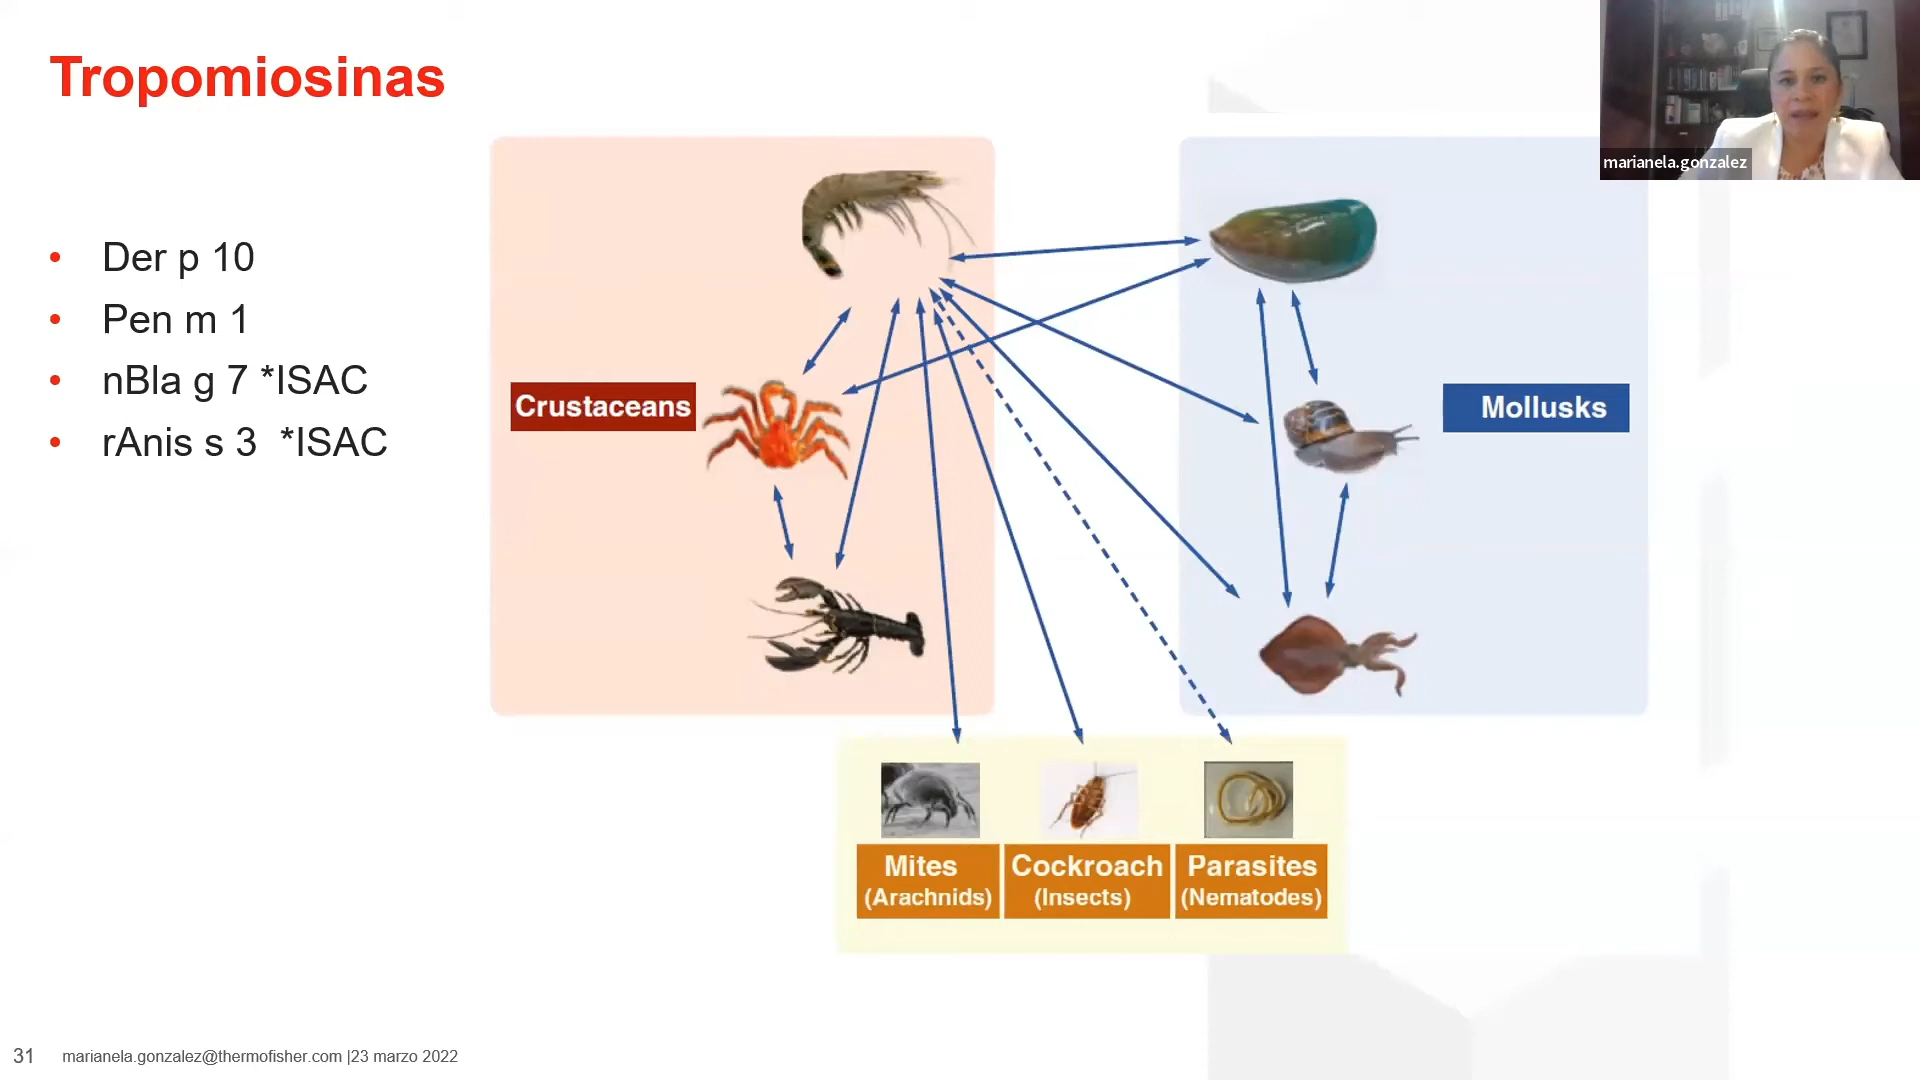 Tropomiosinas
marianela.gonzalez
• Der p 10
• Pen m 1
• nBla g 7 *ISAC
• rAnis s 3 *ISAC
Crustaceans
Mollusks
Mites
(Arachnids)
Cockroach
(Insects)
Parasites
(Nematodes)
31 marianela.gonzalez@thermofisher.com |23 marzo 2022